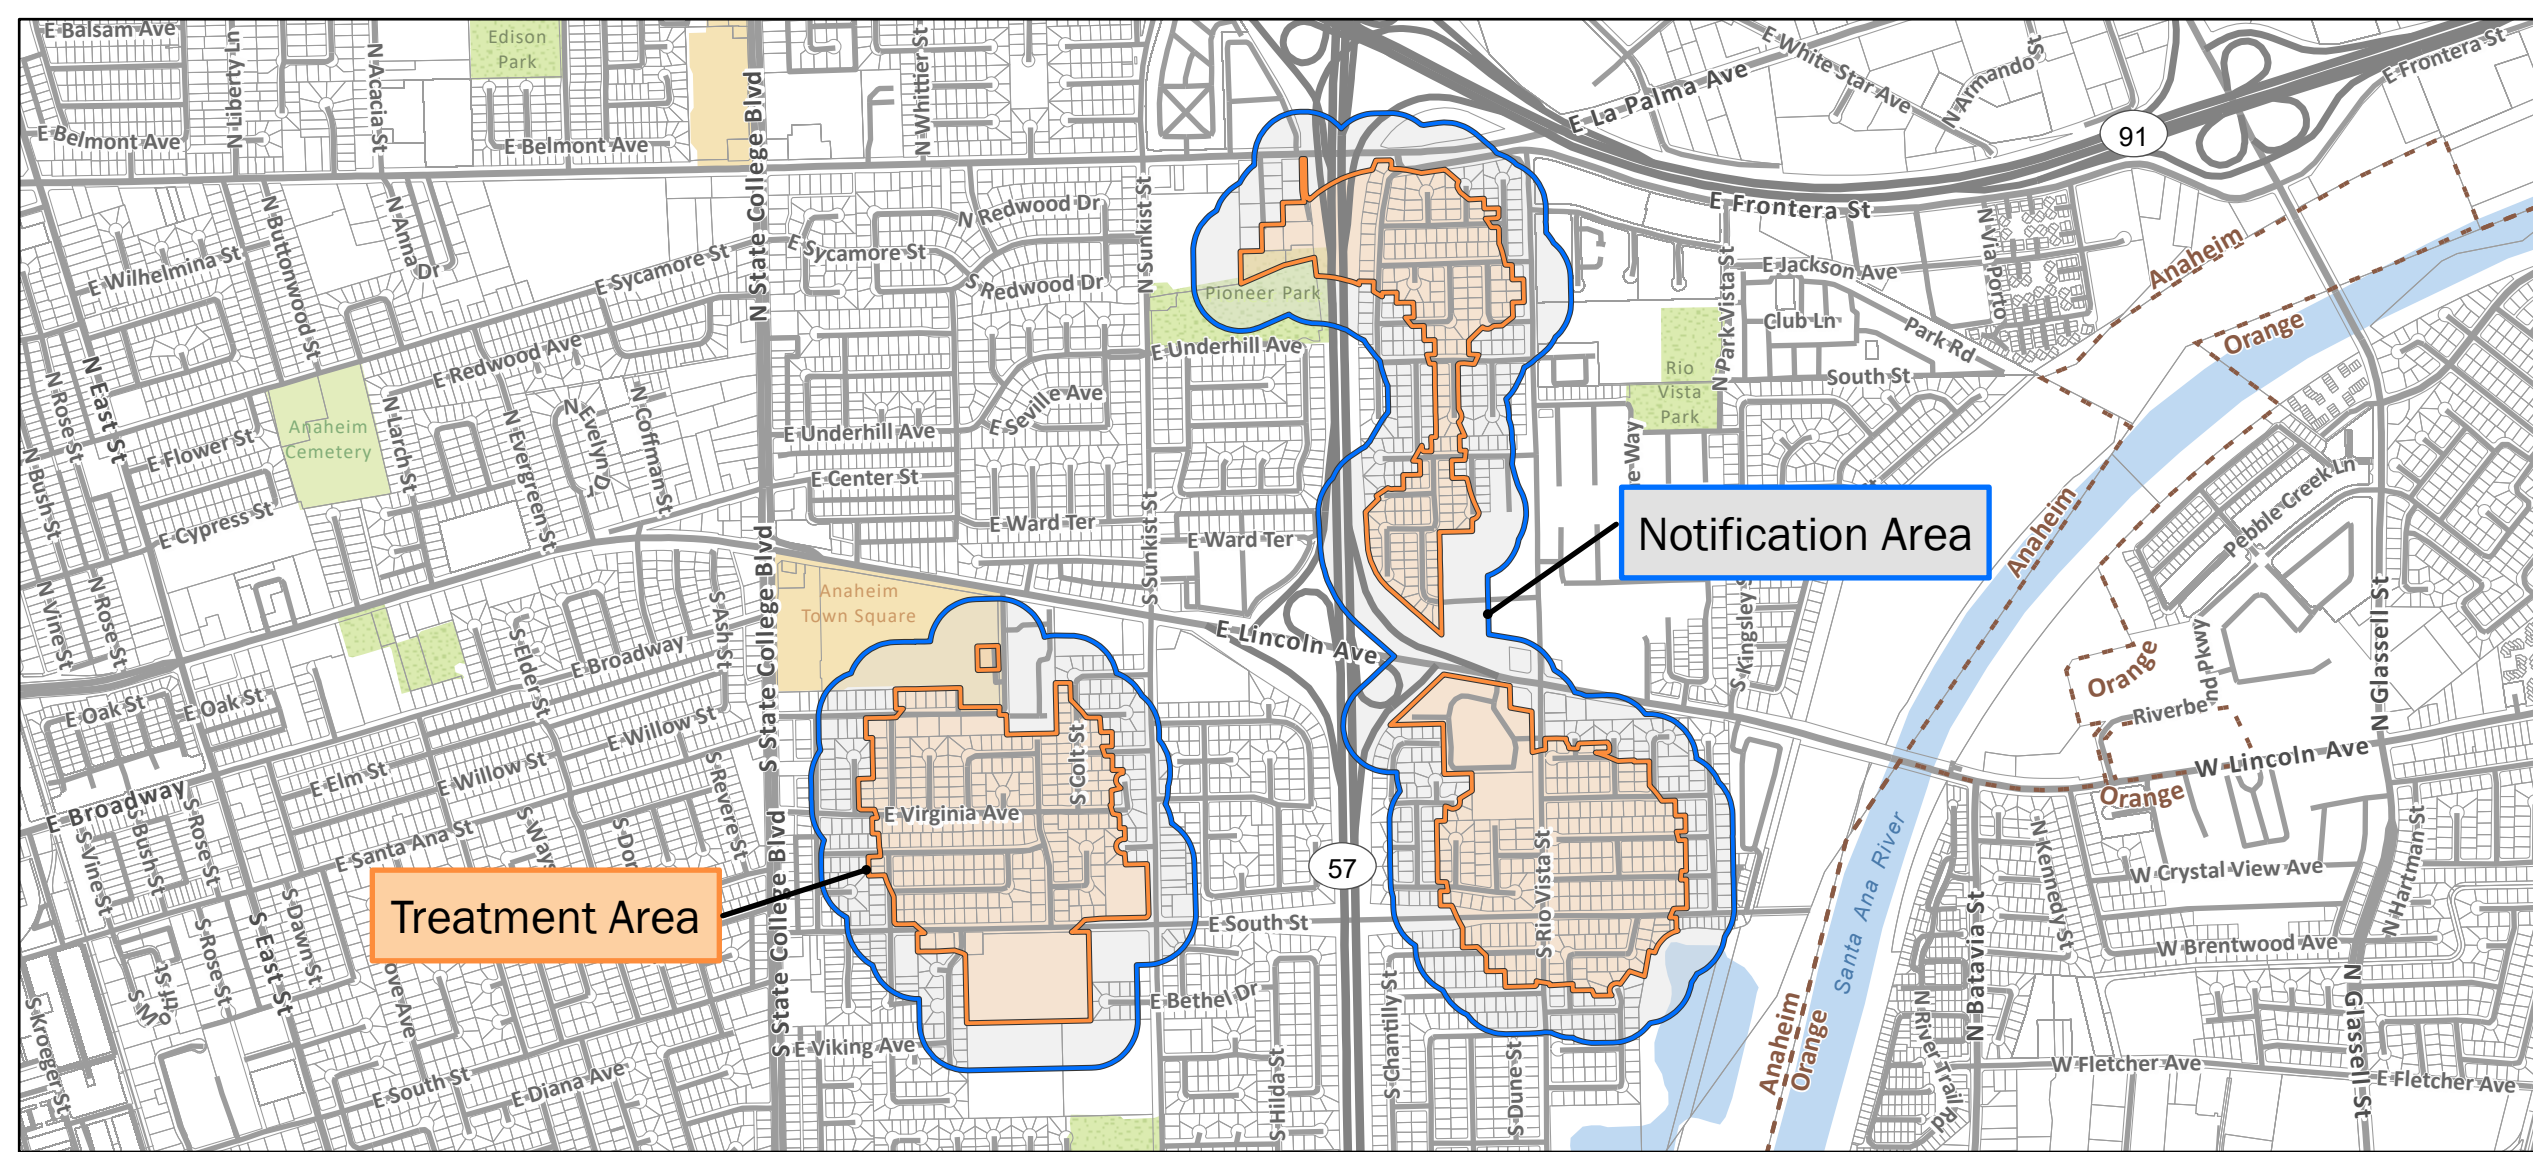 E Balsam Ave
N Liberty Ln
N Acacia St
Edison
Park
N State College Blvd
N Whittier St
E White Star Ave
N Armando St
E Frontera St
E La Palma Ave
91
E Belmont Ave
E Belmont Ave
N Buttonwood St
N Anna Dr
N Redwood Dr
N Sunkist St
E Frontera St
N Via Porto
Anaheim
E Wilhelmina St
E Sycamore St
E Sycamore St
S Redwood Dr
Pioneer Park
E Jackson Ave
N Park Vista St
Club Ln
Park Rd
Orange
E Redwood Ave
E Underhill Ave
South St
Rio
Vista
Park
N East St
N Rose St
N Larch St
N Evergreen St
N Evelyn Dr
N Coffman St
E Seville Ave
E Underhill Ave
Anaheim
Cemetery
E Flower St
N Bush St
E Center St
ne Way
Pebble Creek Ln
E Cypress St
E Ward Ter
E Ward Ter
S Sunkist St
Notification Area
Anaheim
N Vine St
N Rose St
S State College Blvd
S Ash St
Anaheim
Town Square
S Kingsley S
N Glassell St
S Elder St
E Broadway
E Lincoln Ave
Orange
Riverbend Pkwy
E Oak St
E Oak St
E Willow St
E Elm St
E Willow St
S Revere St
S Colt St
W Lincoln Ave
Orange
E Broadway
S Vine St
S Bush St
S Rose St
E Santa Ana St
S Ways
S Dor
S State College Blvd
E Virginia Ave
57
S Rio Vista St
Santa Ana River
N Kennedy St
N Hartman St
W Crystal View Ave
Treatment Area
S Rose St
S East St
S Dawn St
E South St
N Batavia St
W Brentwood Ave
ove Ave
E Bethel Dr
S Chantilly St
N Glassell St
S Kroeger St
E Viking Ave
S Hilda St
S Dune St
Anaheim
Orange
N River Trail Rd
W Fletcher Ave
E Fletcher Ave
E South St
E Diana Ave